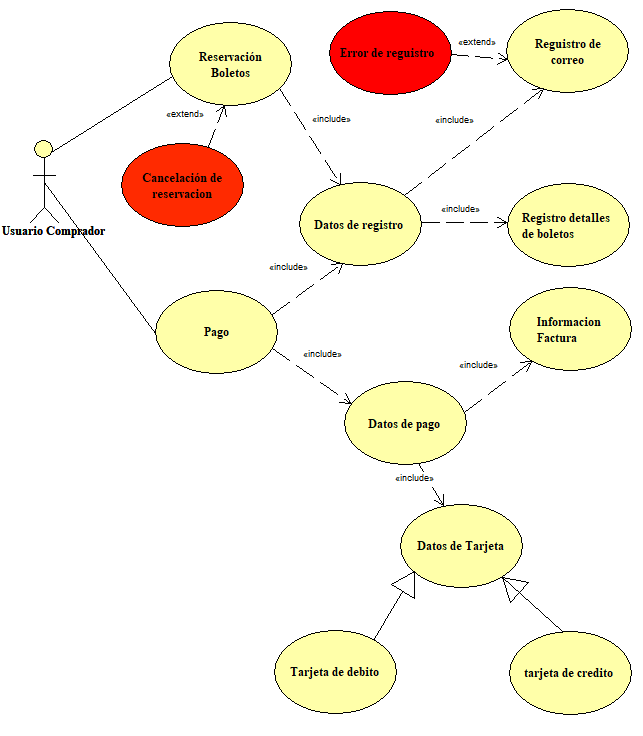 Reservación
Boletos
Error de reguistro
«extend»
Reguistro de
correo
«extend»
«include»
«include»
Cancelación de
reservacion
Usuario Comprador
Datos de registro
«include»
Registro detalles
de boletos
«include»
Pago
Informacion
Factura
«include»
«include»
Datos de pago
«include»
Datos de Tarjeta
Tarjeta de debito
tarjeta de credito